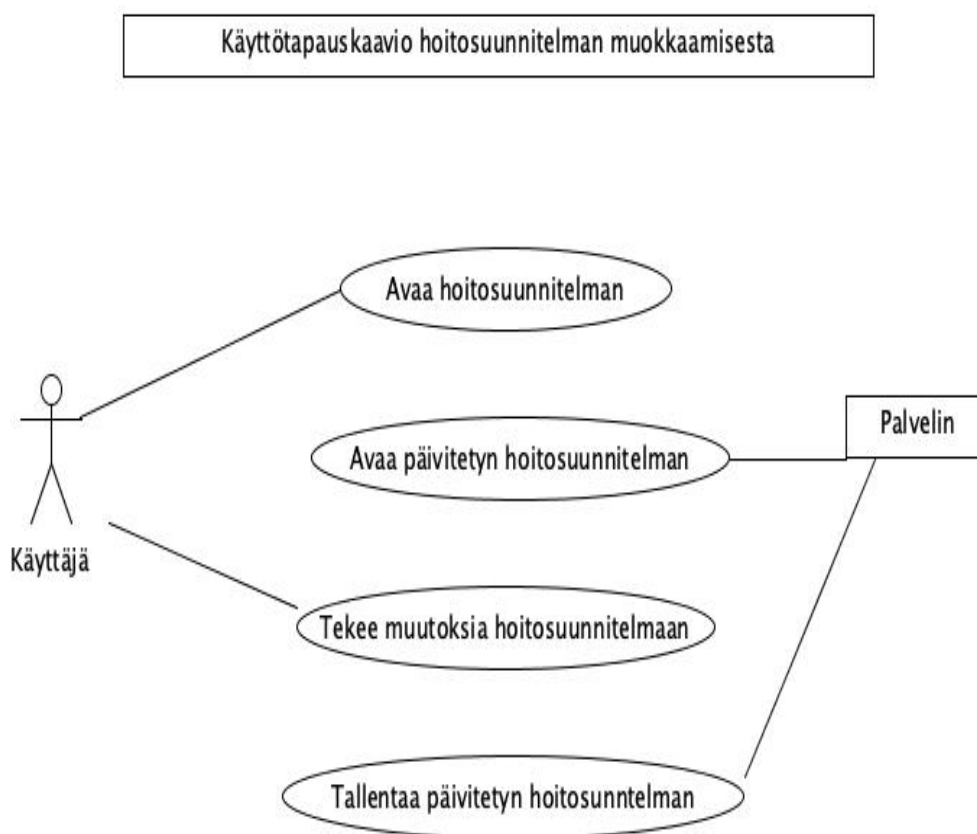 Käyttötapauskaavio hoitosuunnitelman muokkaamisesta
Avaa hoitosuunnitelman
Palvelin
Avaa päivitetyn hoitosuunnitelman
Käyttäjä
Tekee muutoksia hoitosuunnitelmaan
Tallentaa päivitetyn hoitosunntelman